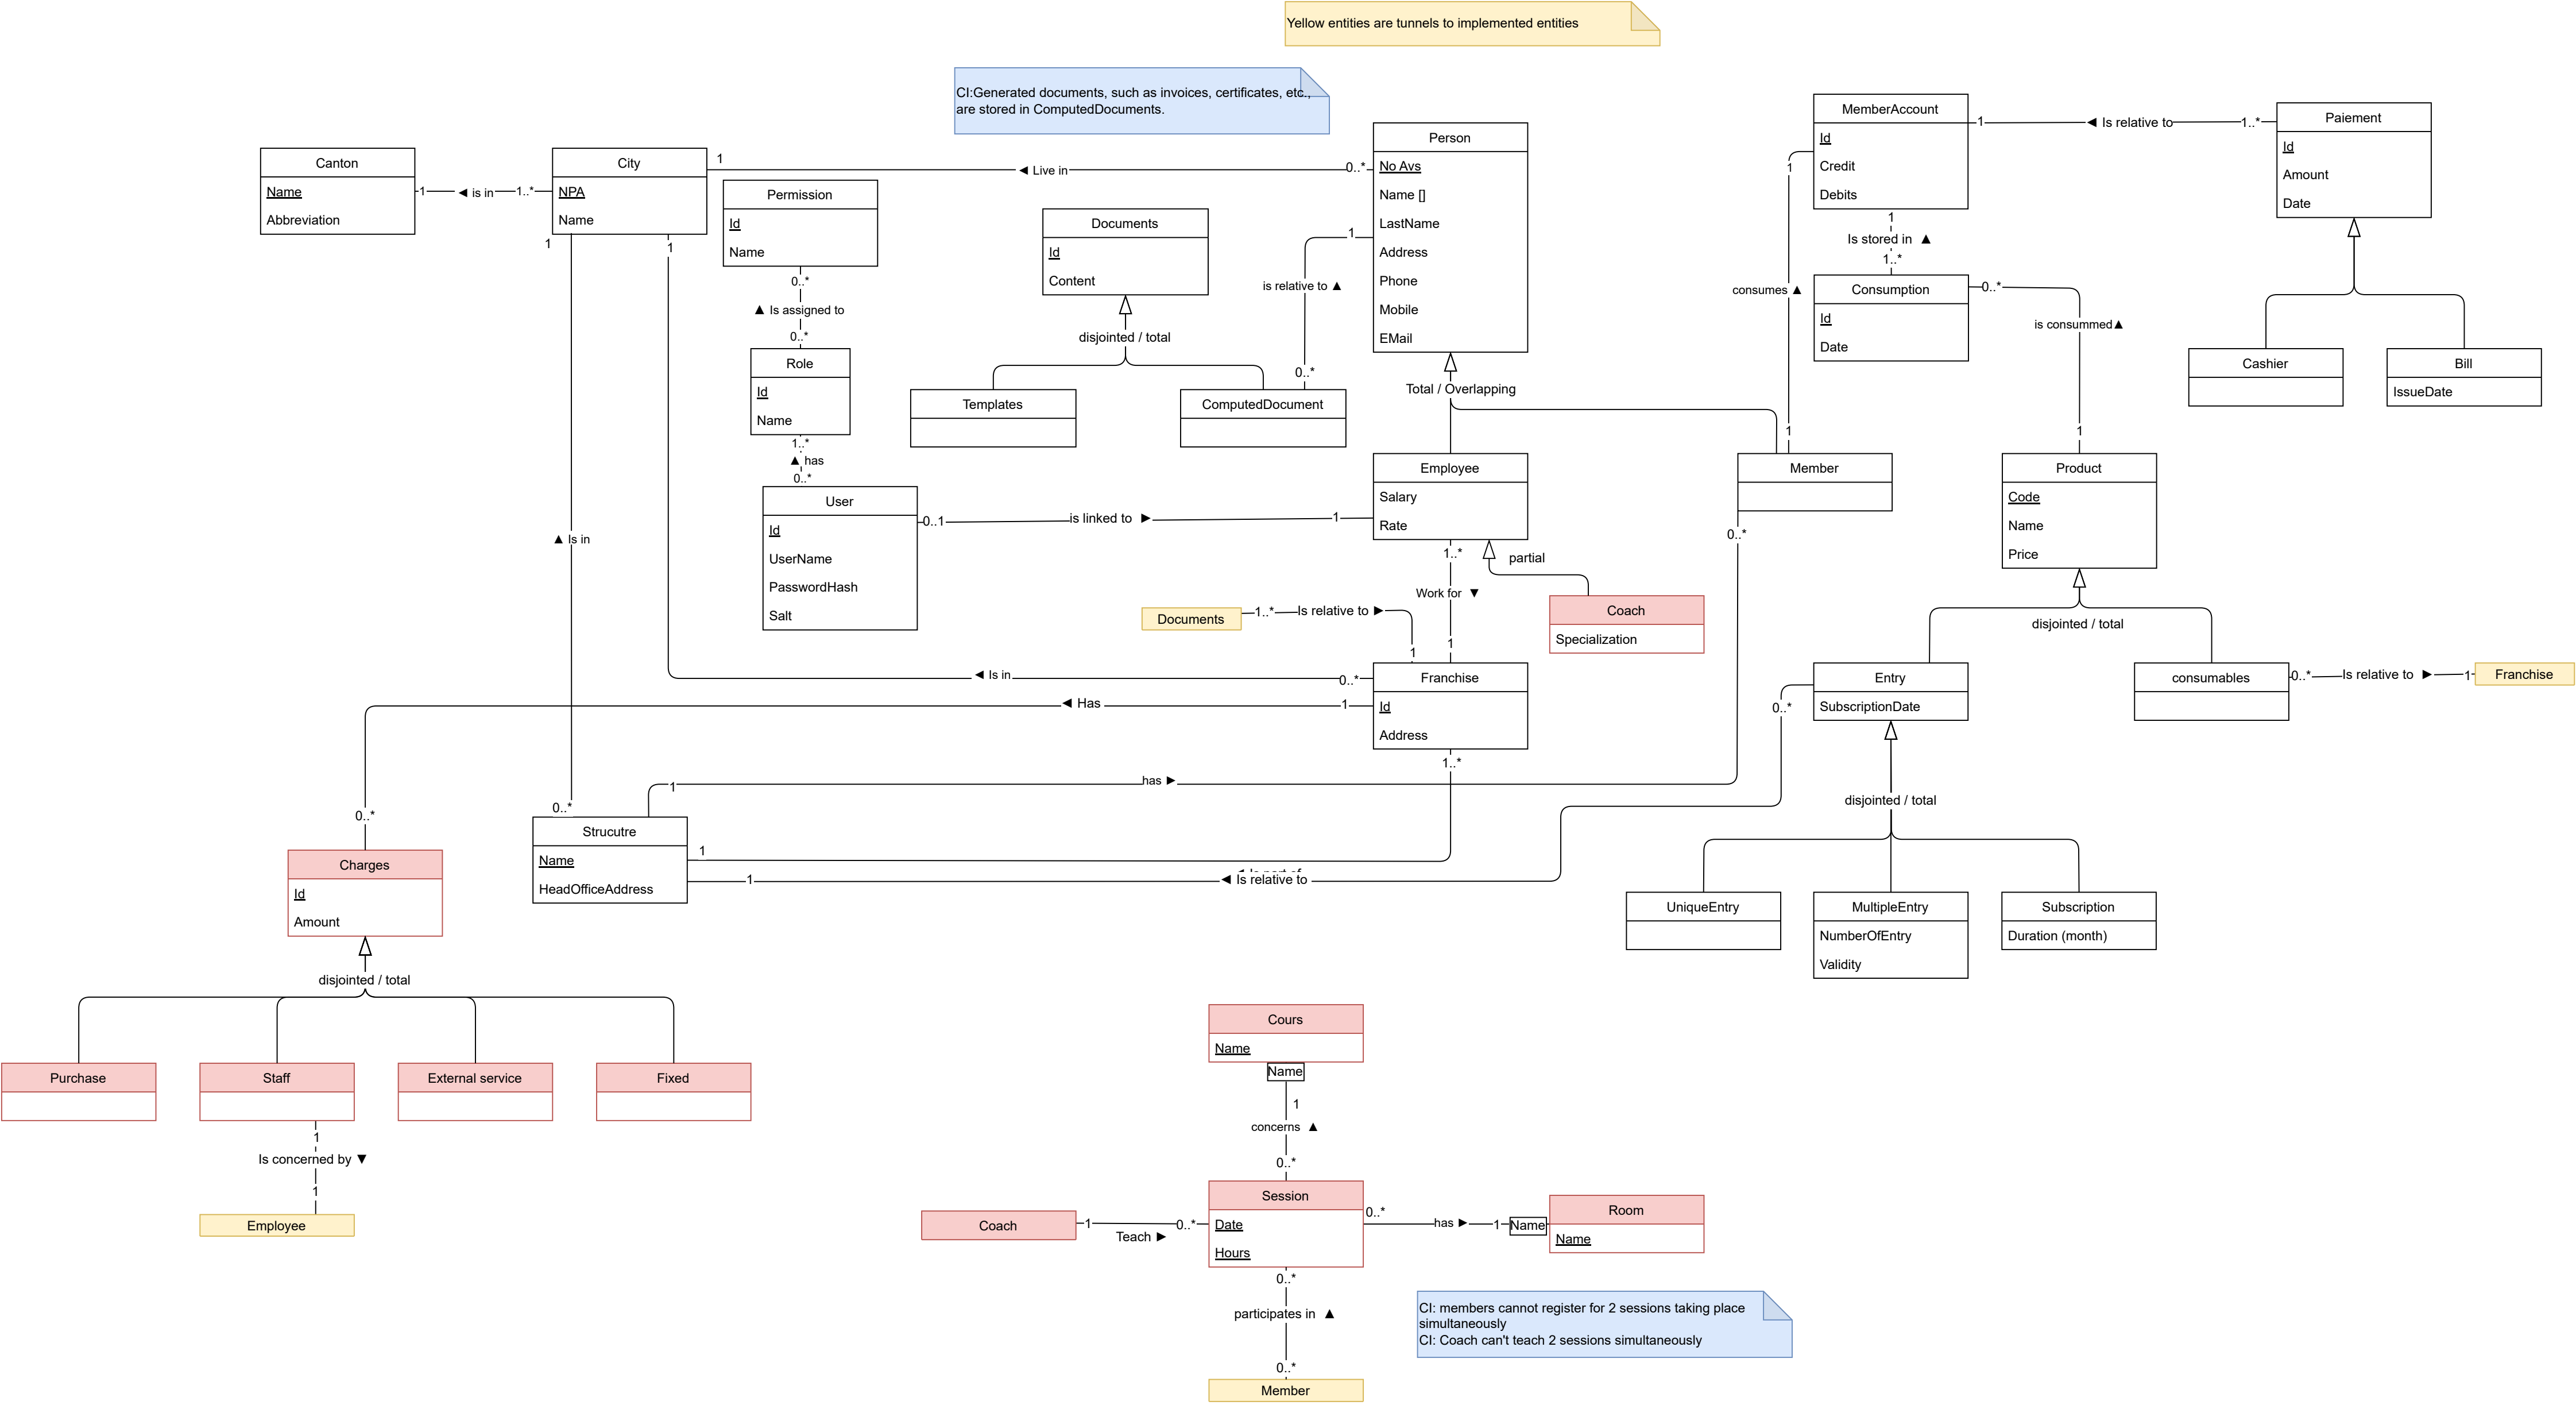 Yellow entities are tunnels to implemented entities
CI:Generated documents, such as invoices, certificates, etc.,
are stored in ComputedDocuments.
Canton
Name
Abbreviation
1
◄ is in
1..*
City
NPA
Name
1
◄ Live in
0..*
1
1
Permission
Id
Name
0..*
▲ Is assigned to
0..*
Role
Id
Name
1..*
▲ has
0..*
User
Id
UserName
PasswordHash
Salt
0..1
is linked to ►
1
Documents
Id
Content
disjointed / total
Templates
ComputedDocument
0..*
is relative to ▲
1
Person
No Avs
Name []
LastName
Address
Phone
Mobile
EMail
Total / Overlapping
Employee
Salary
Rate
1..*
Work for ▼
1
partial
Coach
Specialization
Member
1
consumes ▲
1
0..*
MemberAccount
Id
Credit
Debits
1
◄ Is relative to
1..*
Paiement
Id
Amount
Date
Cashier
Bill
IssueDate
1
Is stored in ▲
1..*
Consumption
Id
Date
0..*
is consummed▲
1
Product
Code
Name
Price
disjointed / total
Entry
SubscriptionDate
0..*
consumables
0..*
Is relative to ►
1
Franchise
disjointed / total
UniqueEntry
MultipleEntry
NumberOfEntry
Validity
Subscription
Duration (month)
Documents
1..*
Is relative to ►
1
Franchise
Id
Address
◄ Is in
0..*
◄ Has
1
1..*
▲ Is in
0..*
1
has ►
Strucutre
Name
HeadOfficeAddress
1
1
◄ Is relative to
0..*
Charges
Id
Amount
disjointed / total
Purchase
Staff
External service
Fixed
1
Is concerned by ▼
1
Employee
Cours
Name
Name
1
concerns ▲
0..*
Session
Date
Hours
Coach
1
Teach ►
0..*
0..*
has ►
1
Name
Room
Name
0..*
participates in ▲
0..*
Member
CI: members cannot register for 2 sessions taking place
simultaneously
CI: Coach can't teach 2 sessions simultaneously